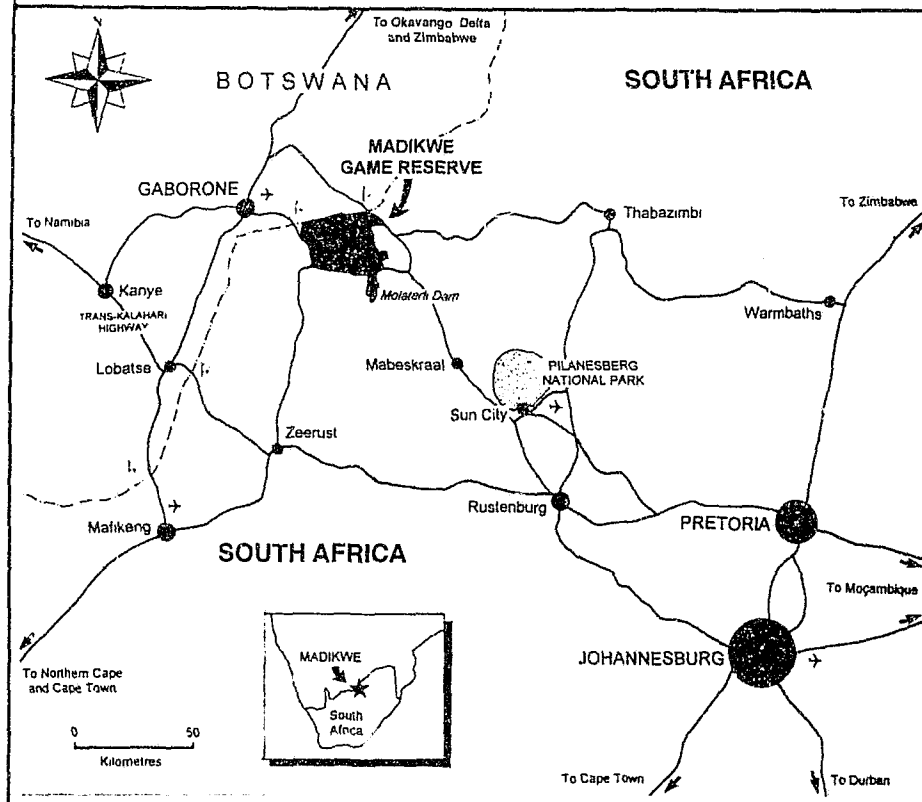 To Okavango Delta
and Zimbabwe
BOTSWANA
SOUTH AFRICA
MADIKWE
GAME RESERVE
GABORONE
Thabazimbi
To Zimbabwe
To Namibia
Kanye
TRANS-KALAHARI
HIGHWAY
Molatedi Dam
Warmbaths
Lobatse
Mabeskraal
PILANESBERG
NATIONAL PARK
Sun City
Zeerust
Rustenburg
PRETORIA
Mafikeng
SOUTH AFRICA
To Moçambique
MADIKWE
JOHANNESBURG
To Northern Cape
and Cape Town
South
Africa
0 50
Kilometres
To Cape Town
To Durban